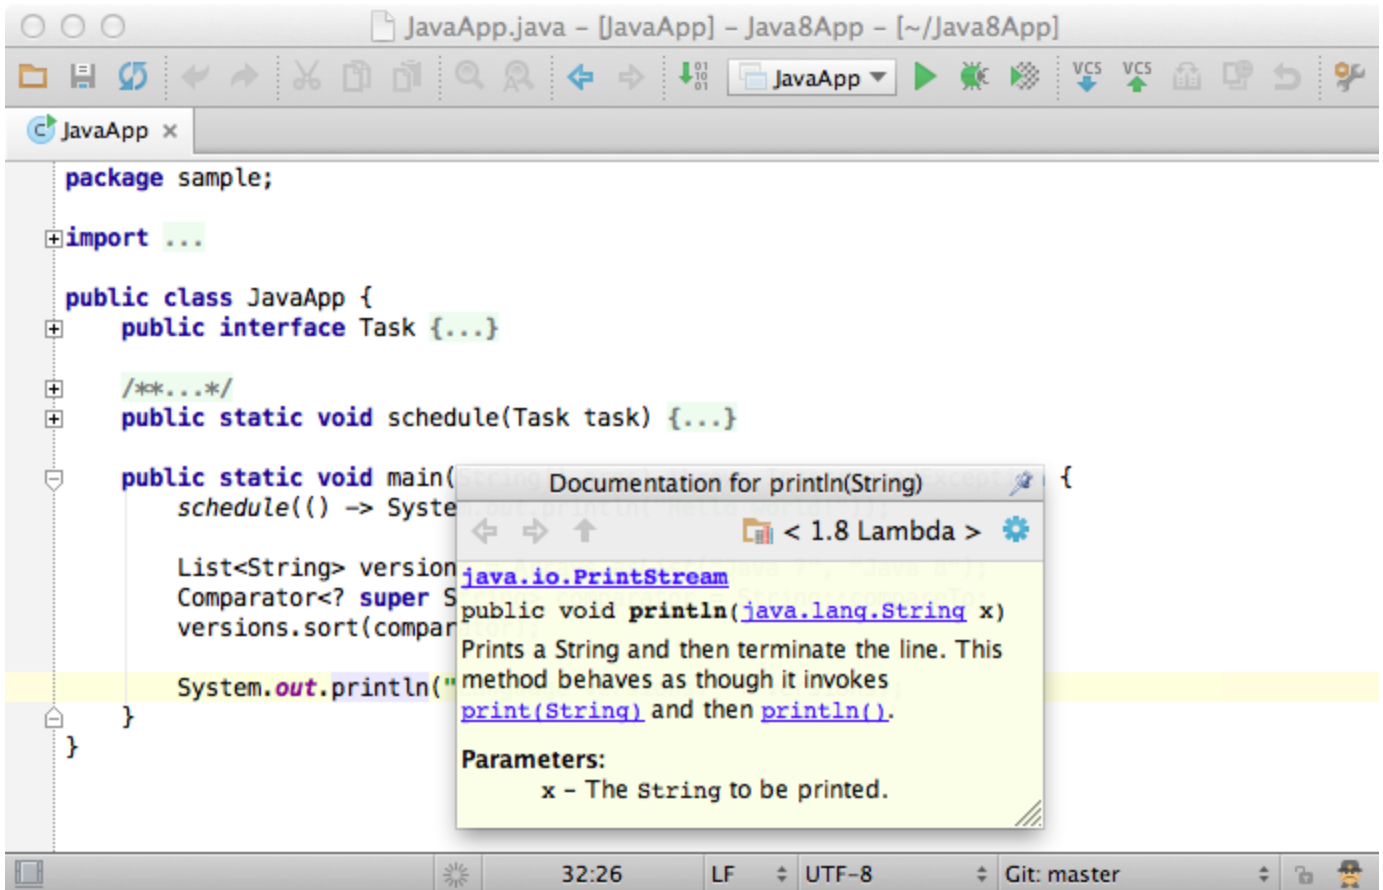 JavaApp.java – [JavaApp] – Java8App – [~/Java8App]
JavaApp
VCS VCS
JavaApp ×
package sample;
import ...
public class JavaApp {
public interface Task {...}
/**...*/
public static void schedule(Task task) {...}
public static void main( {
schedule(() -> Syste
List<String> version
Comparator<? super S
versions.sort(compar
System.out.println("
}
}
Documentation for println(String)
< 1.8 Lambda >
java.io.PrintStream
public void println(java.lang.String x)
Prints a String and then terminate the line. This
method behaves as though it invokes
print(String) and then println().
Parameters:
x – The String to be printed.
32:26 LF UTF-8 Git: master